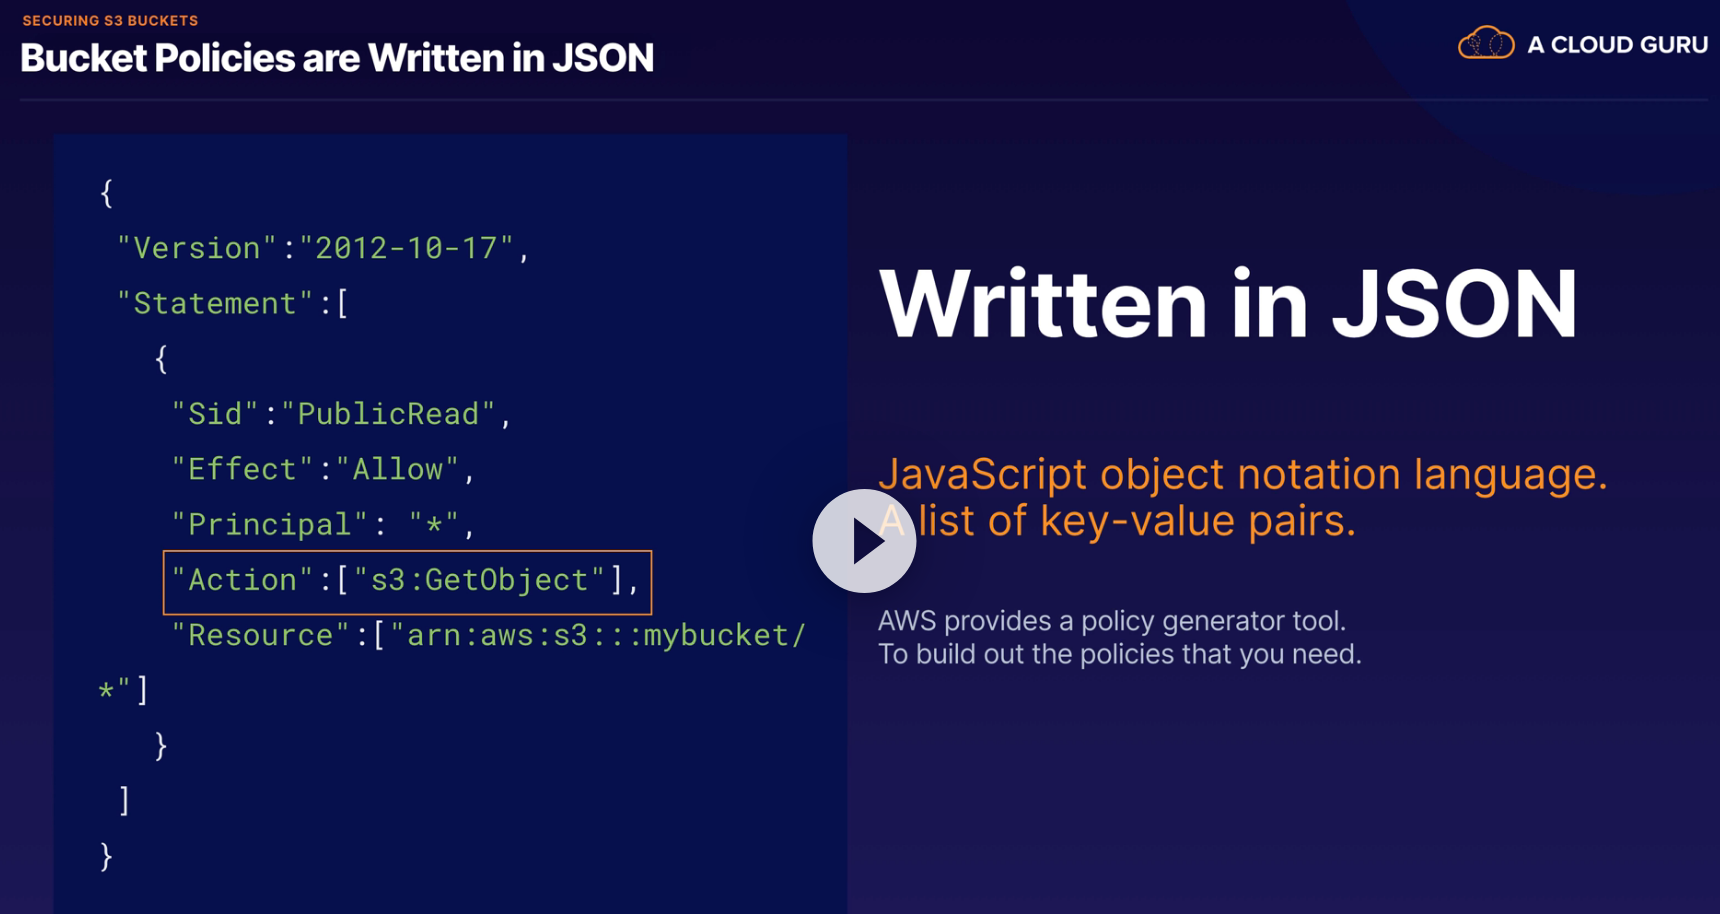 SECURING S3 BUCKETS
Bucket Policies are Written in JSON
A CLOUD GURU
{
"Version":"2012-10-17",
"Statement":[
{
"Sid":"PublicRead",
"Effect":"Allow",
"Principal": "*",
"Action":["s3:GetObject"],
"Resource":["arn:aws:s3:::mybucket/
*"]
}
]
}
Written in JSON
JavaScript object notation language.
A list of key-value pairs.
AWS provides a policy generator tool.
To build out the policies that you need.